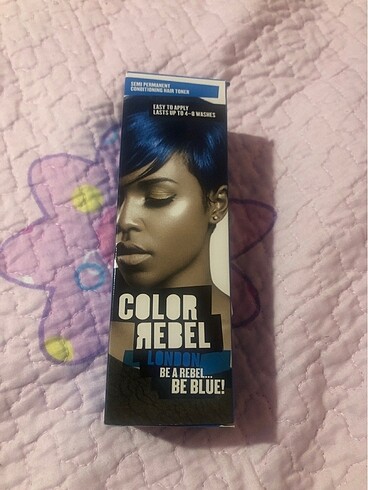 SEMI PERMANENT
CONDITIONING HAIR TONER
EASY TO APPLY
LASTS UP TO 4-8 WASHES
COLOR
REBEL
LONDON
BE A REBEL...
BE BLUE!